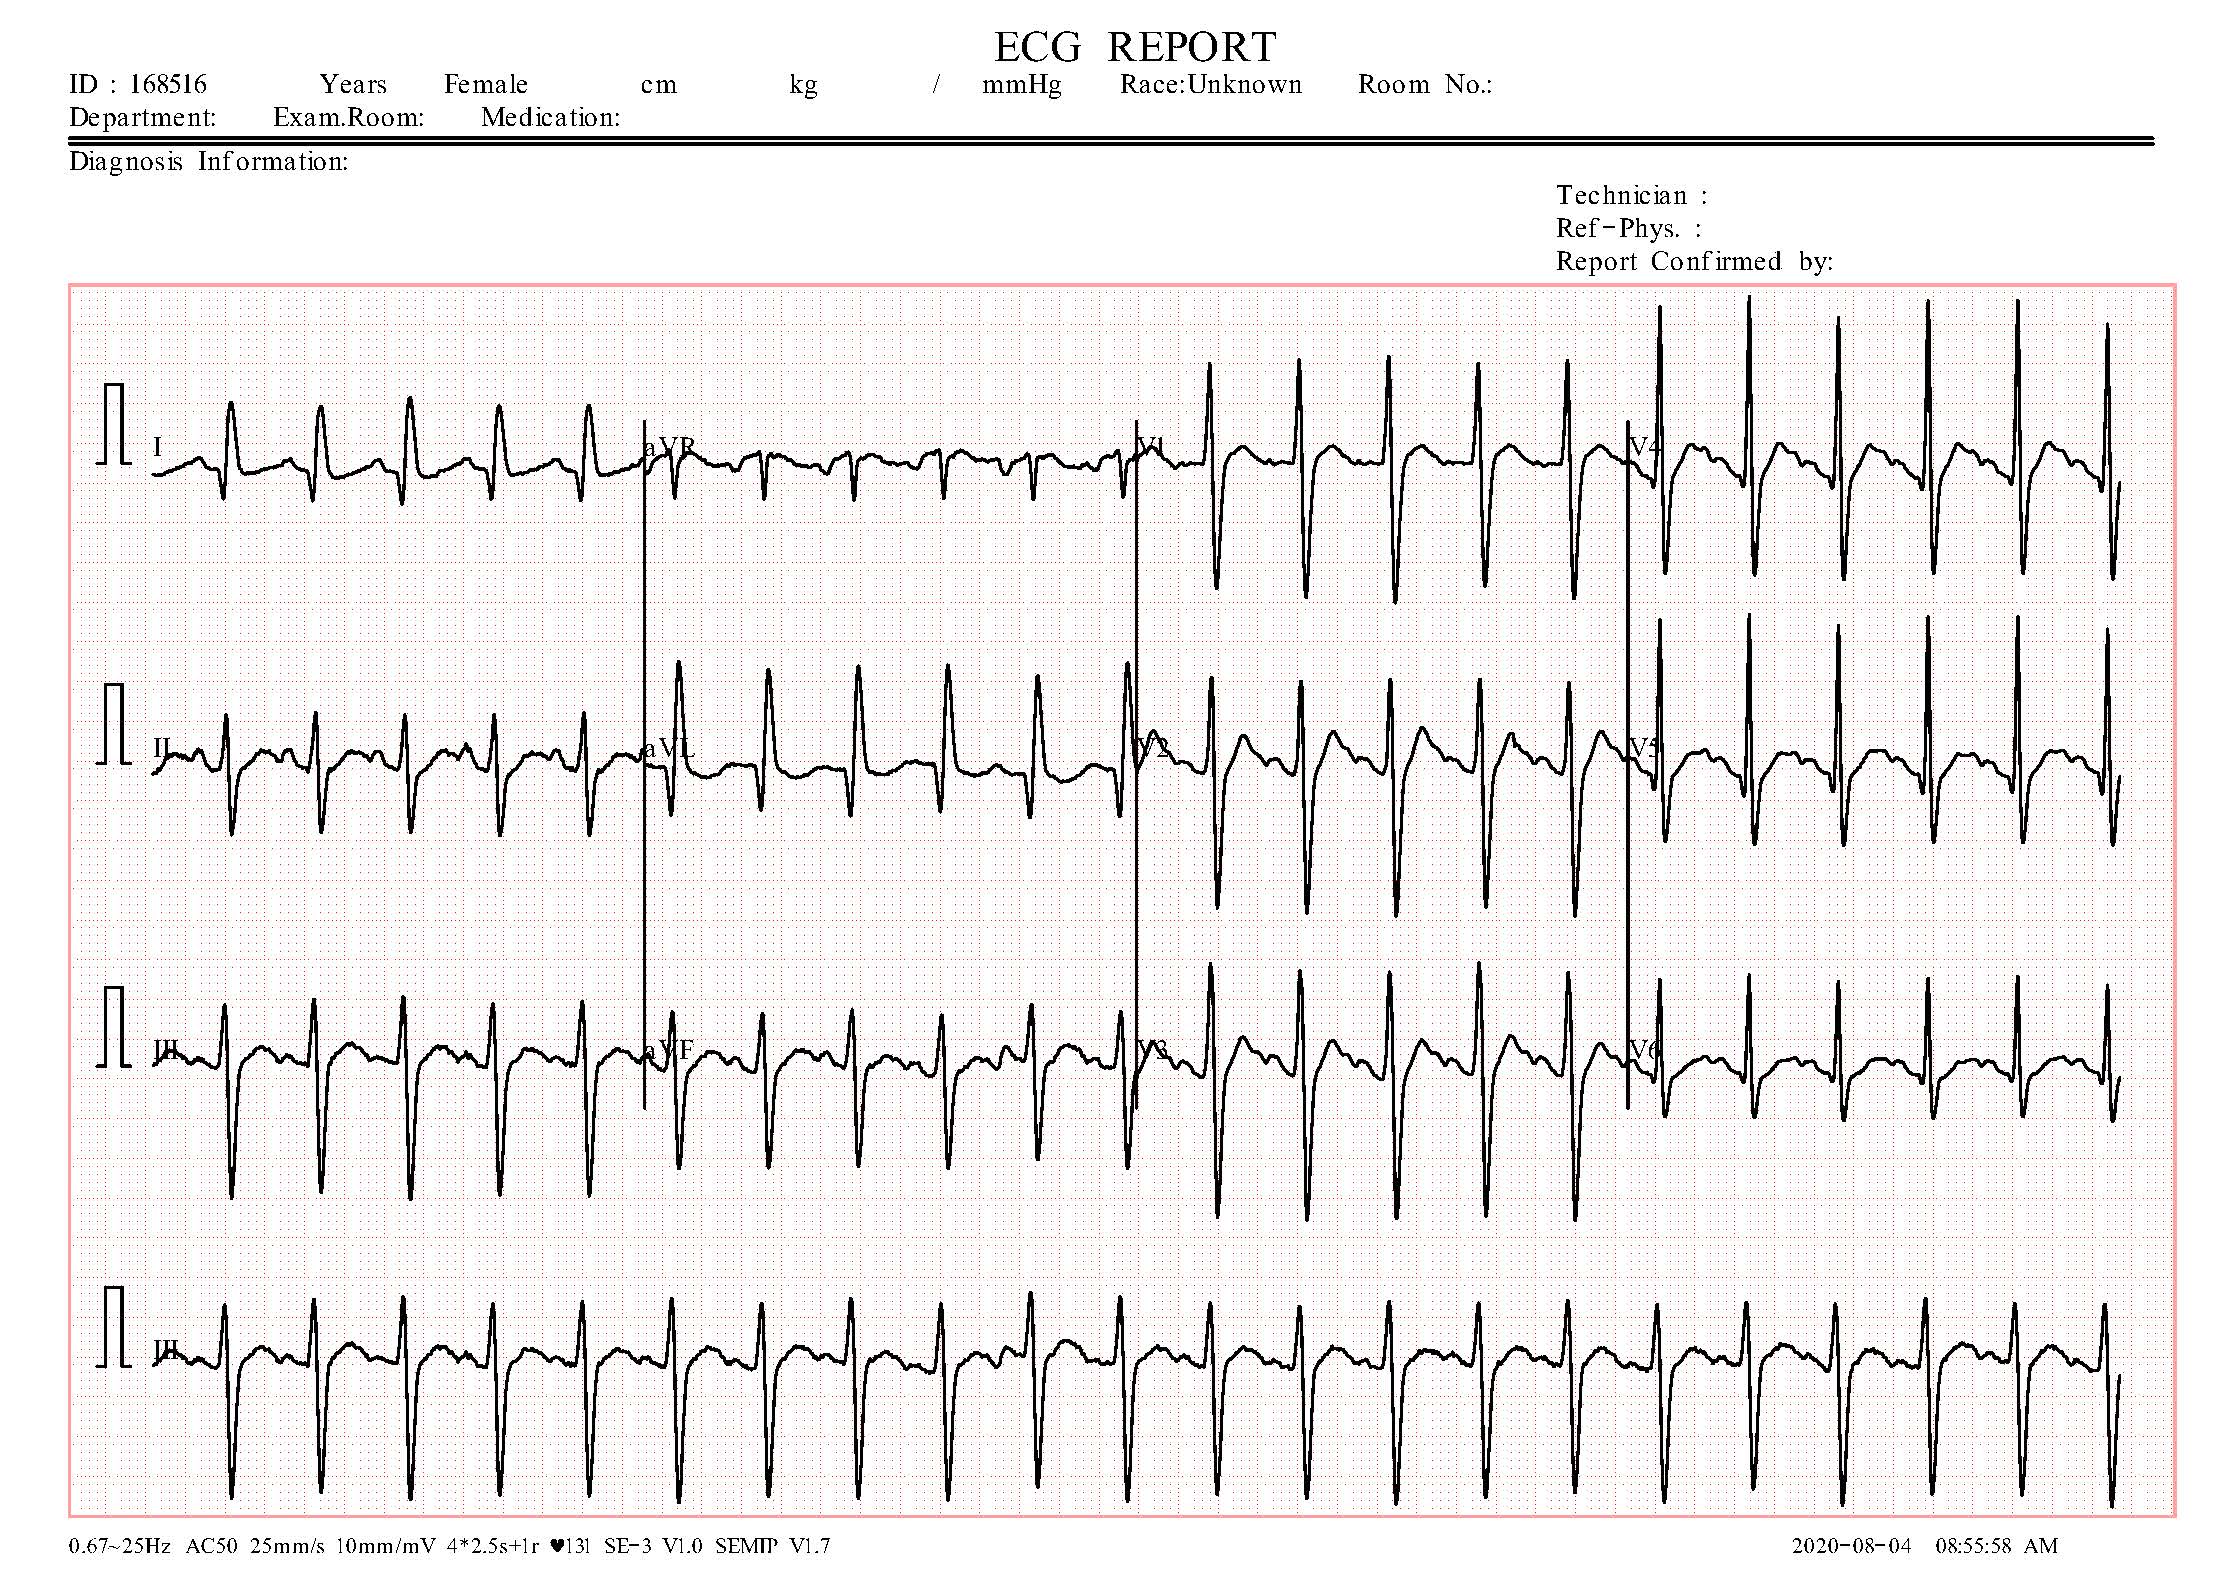 ECG REPORT
ID : 168516 Years Female cm kg / mmHg Race:Unknown Room No.:
Department: Exam.Room: Medication:
Diagnosis Information:
Technician :
Ref-Phys. :
Report Confirmed by:
I aVR V1 V4
II aVL V2 V5
III aVF V3 V6
III
0.67~25Hz AC50 25mm/s 10mm/mV 4*2.5s+1r ♥131 SE-3 V1.0 SEMIP V1.7 2020-08-04 08:55:58 AM